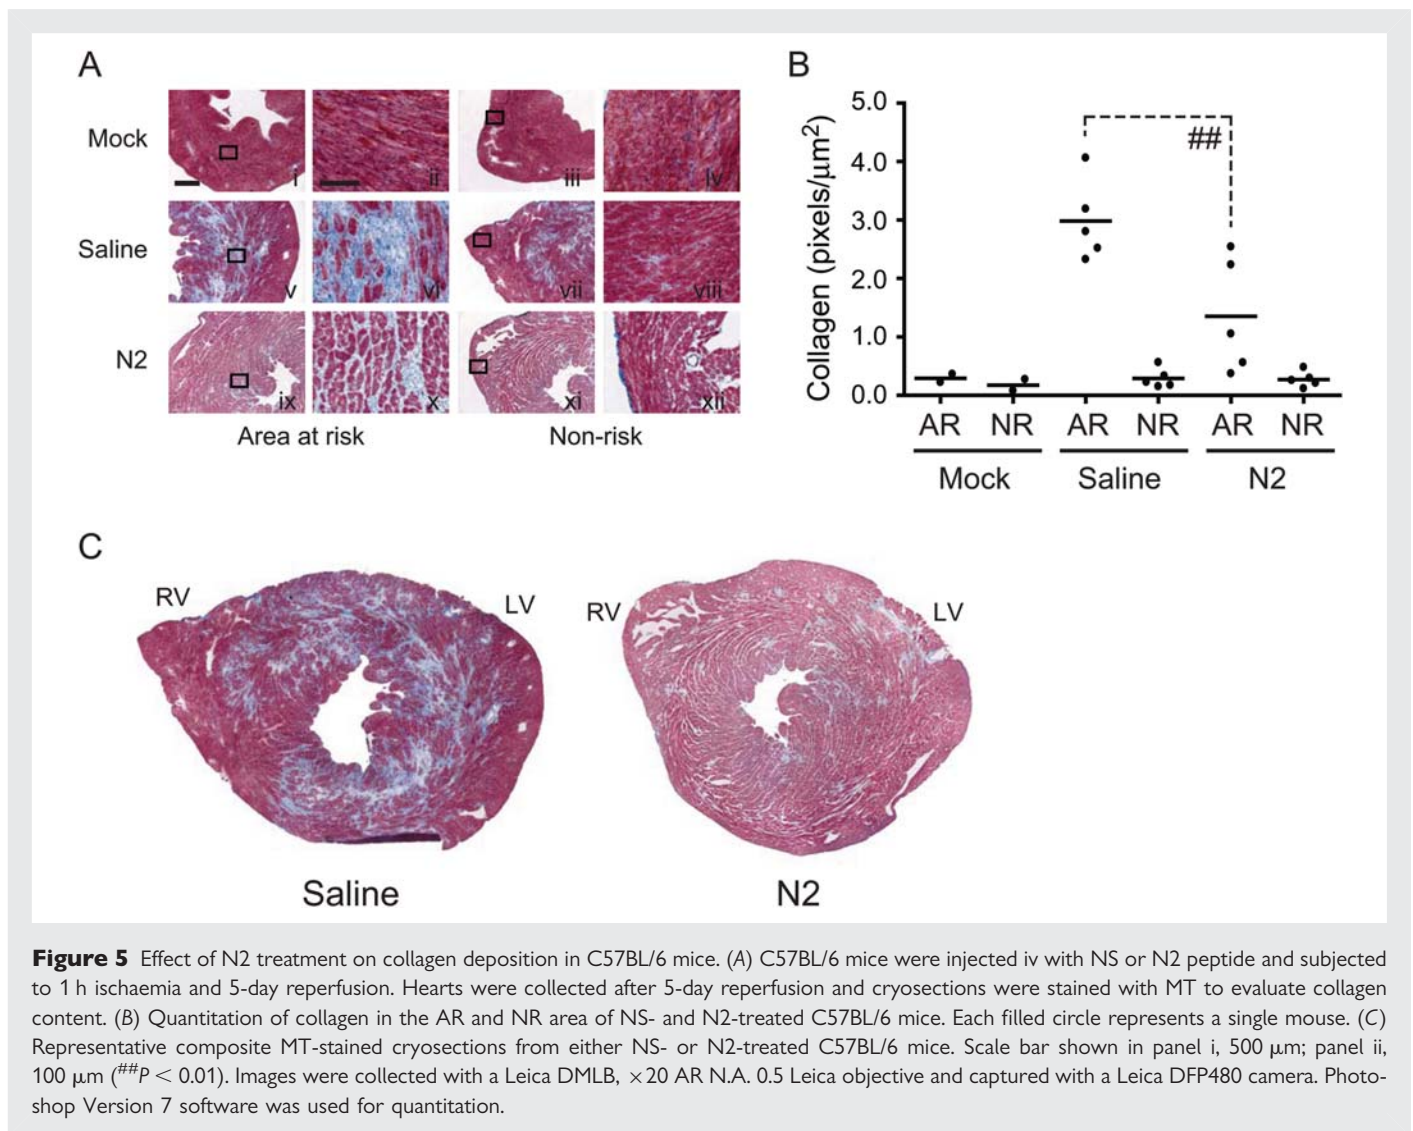 A
Mock
i
ii
iii
iv
Saline
v
vi
vii
viii
N2
ix
x
xi
xii
Area at risk
Non-risk
B
Collagen (pixels/μm²)
5.0
4.0
3.0
2.0
1.0
0.0
##
AR NR AR NR AR NR
Mock Saline N2
C
RV
LV
RV
LV
Saline
N2
Figure 5 Effect of N2 treatment on collagen deposition in C57BL/6 mice. (A) C57BL/6 mice were injected iv with NS or N2 peptide and subjected
to 1 h ischaemia and 5-day reperfusion. Hearts were collected after 5-day reperfusion and cryosections were stained with MT to evaluate collagen
content. (B) Quantitation of collagen in the AR and NR area of NS- and N2-treated C57BL/6 mice. Each filled circle represents a single mouse. (C)
Representative composite MT-stained cryosections from either NS- or N2-treated C57BL/6 mice. Scale bar shown in panel i, 500 μm; panel ii,
100 μm (##P < 0.01). Images were collected with a Leica DMLB, ×20 AR N.A. 0.5 Leica objective and captured with a Leica DFP480 camera. Photo-
shop Version 7 software was used for quantitation.